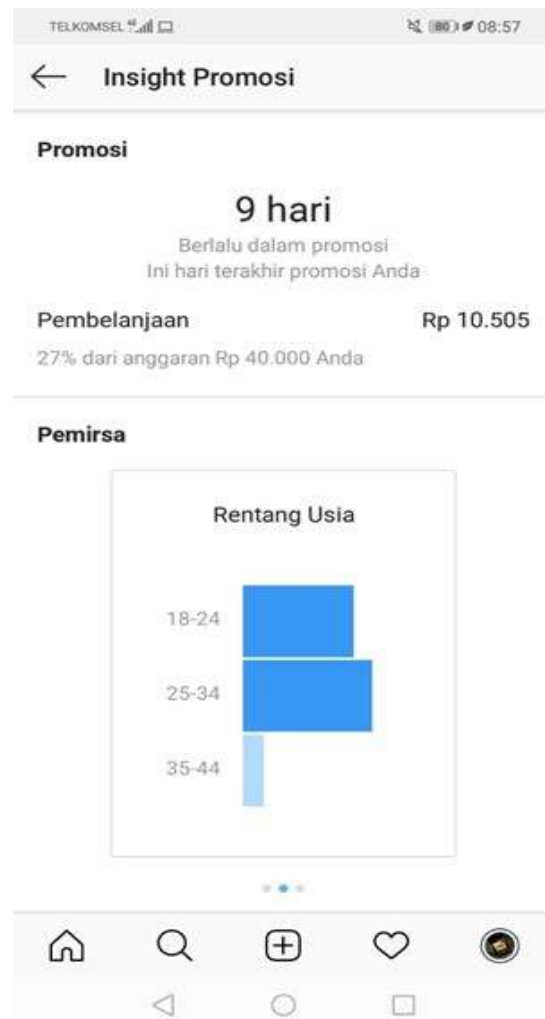 TELKOMSEL 80 08:57
Insight Promosi
Promosi
9 hari
Berlalu dalam promosi
Ini hari terakhir promosi Anda
Pembelanjaan Rp 10.505
27% dari anggaran Rp 40.000 Anda
Pemirsa
Rentang Usia
18-24
25-34
35-44